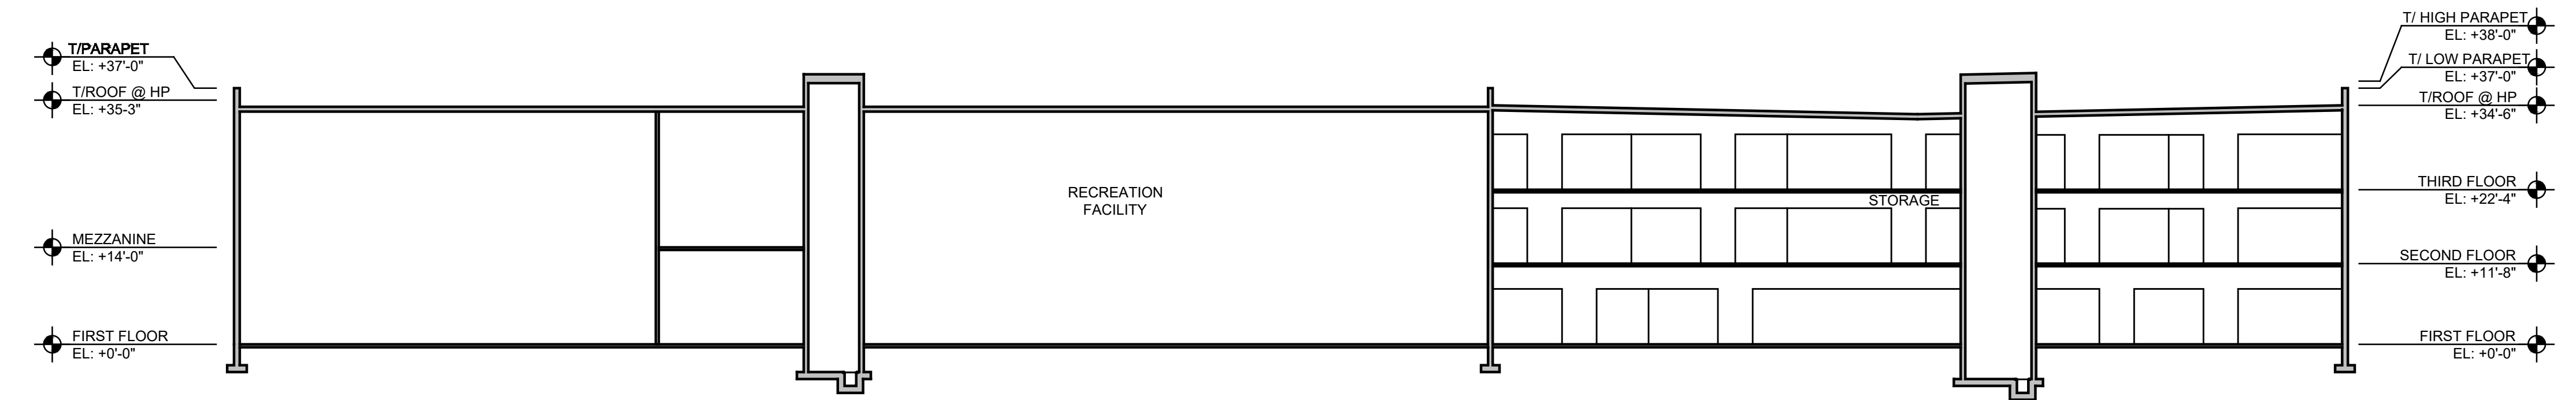 T/PARAPET
EL: +37'-0"
T/ROOF @ HP
EL: +35-3"
MEZZANINE
EL: +14'-0"
FIRST FLOOR
EL: +0'-0"
RECREATION
FACILITY
STORAGE
T/ HIGH PARAPET
EL: +38'-0"
T/ LOW PARAPET
EL: +37'-0"
T/ROOF @ HP
EL: +34'-6"
THIRD FLOOR
EL: +22'-4"
SECOND FLOOR
EL: +11'-8"
FIRST FLOOR
EL: +0'-0"